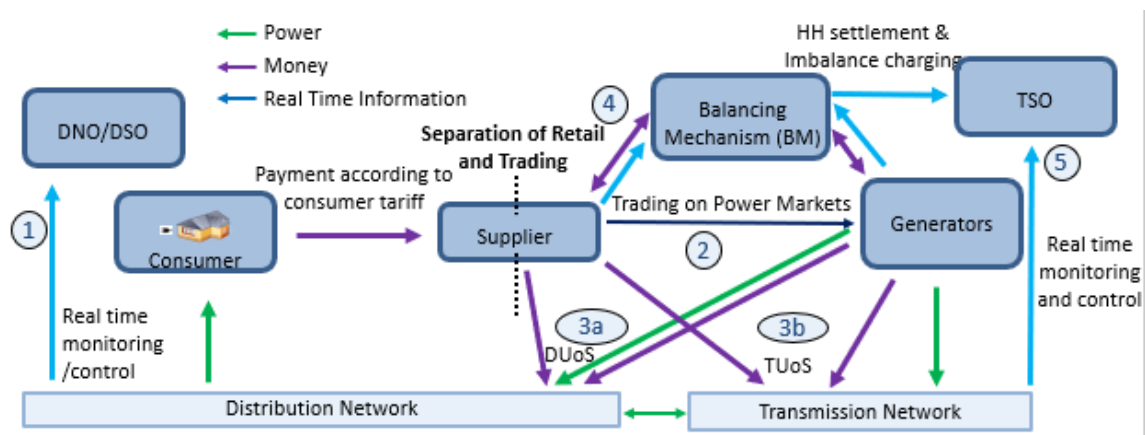 Power
Money
Real Time Information
HH settlement &
Imbalance charging
DNO/DSO
4
Balancing
Mechanism (BM)
TSO
Separation of Retail
and Trading
Payment according to
consumer tariff
5
1
Consumer
Supplier
Trading on Power Markets
2
Generators
Real time
monitoring
/control
Real time
monitoring
and control
3a
3b
DUoS
TUoS
Distribution Network
Transmission Network